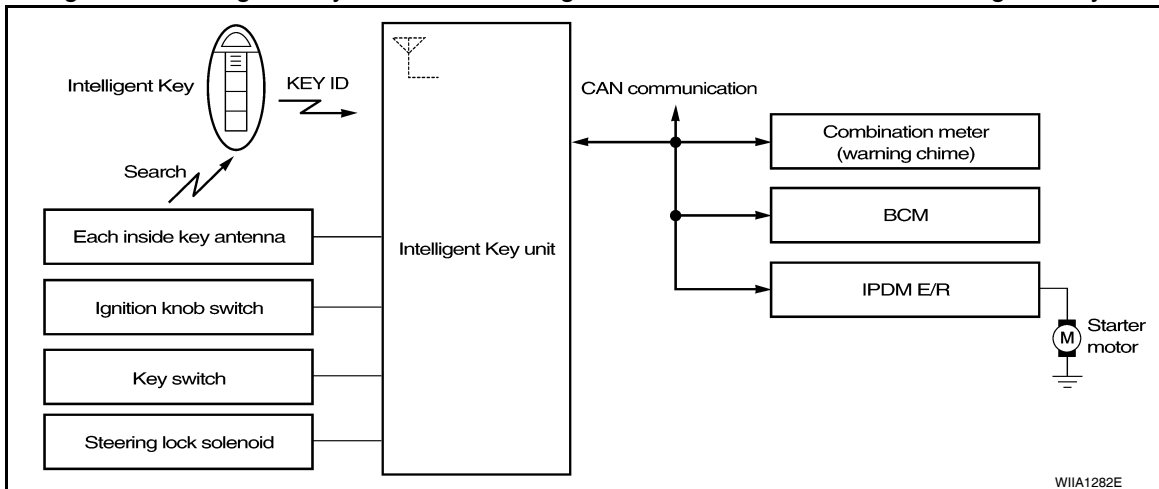 Intelligent Key
KEY ID
Search
Each inside key antenna
Ignition knob switch
Key switch
Steering lock solenoid
Intelligent Key unit
CAN communication
Combination meter
(warning chime)
BCM
IPDM E/R
M
Starter
motor
WIIA1282E